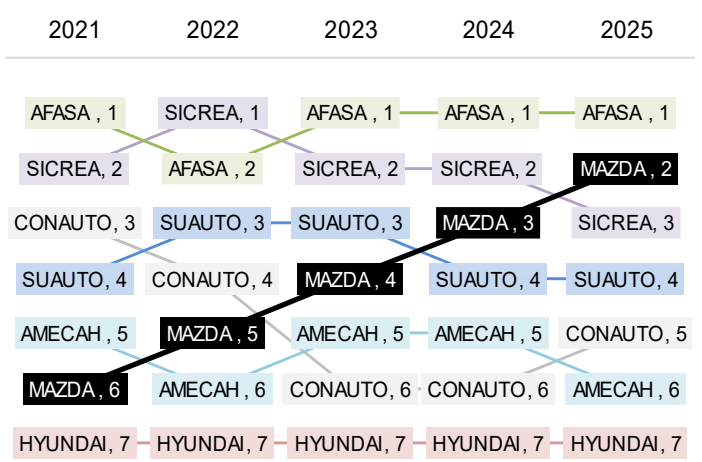 2021 2022 2023 2024 2025
AFASA , 1 SICREA, 1 AFASA , 1 AFASA , 1 AFASA , 1
SICREA, 2 AFASA , 2 SICREA, 2 SICREA, 2 MAZDA , 2
CONAUTO, 3 SUAUTO, 3 SUAUTO, 3 MAZDA , 3 SICREA, 3
SUAUTO, 4 CONAUTO, 4 MAZDA , 4 SUAUTO, 4 SUAUTO, 4
AMECAH , 5 MAZDA , 5 AMECAH , 5 AMECAH , 5 CONAUTO, 5
MAZDA , 6 AMECAH , 6 CONAUTO, 6 CONAUTO, 6 AMECAH , 6
HYUNDAI, 7 HYUNDAI, 7 HYUNDAI, 7 HYUNDAI, 7 HYUNDAI, 7